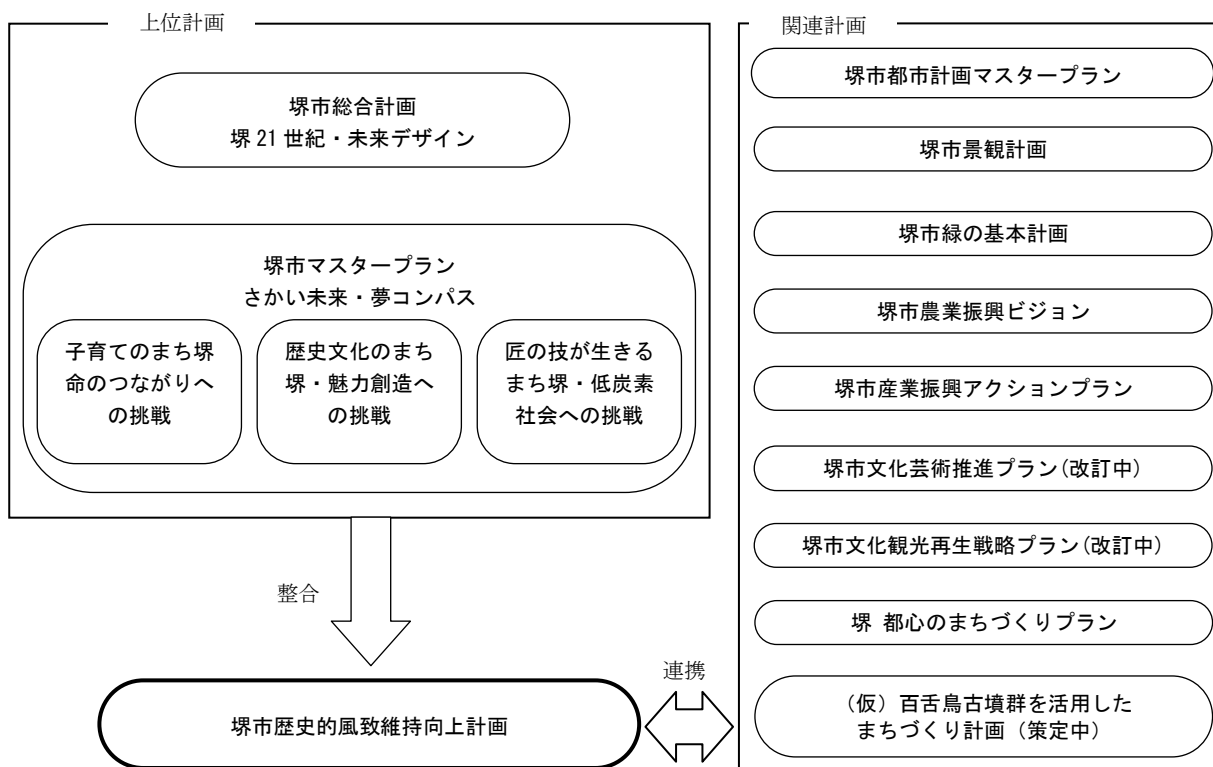 上位計画
堺市総合計画
堺 21 世紀・未来デザイン
堺市マスタープラン
さかい未来・夢コンパス
子育てのまち堺
命のつながりへ
の挑戦
歴史文化のまち
堺・魅力創造へ
の挑戦
匠の技が生きる
まち堺・低炭素
社会への挑戦
整合
堺市歴史的風致維持向上計画
連携
関連計画
堺市都市計画マスタープラン
堺市景観計画
堺市緑の基本計画
堺市農業振興ビジョン
堺市産業振興アクションプラン
堺市文化芸術推進プラン(改訂中)
堺市文化観光再生戦略プラン(改訂中)
堺 都心のまちづくりプラン
（仮）百舌鳥古墳群を活用した
まちづくり計画（策定中）